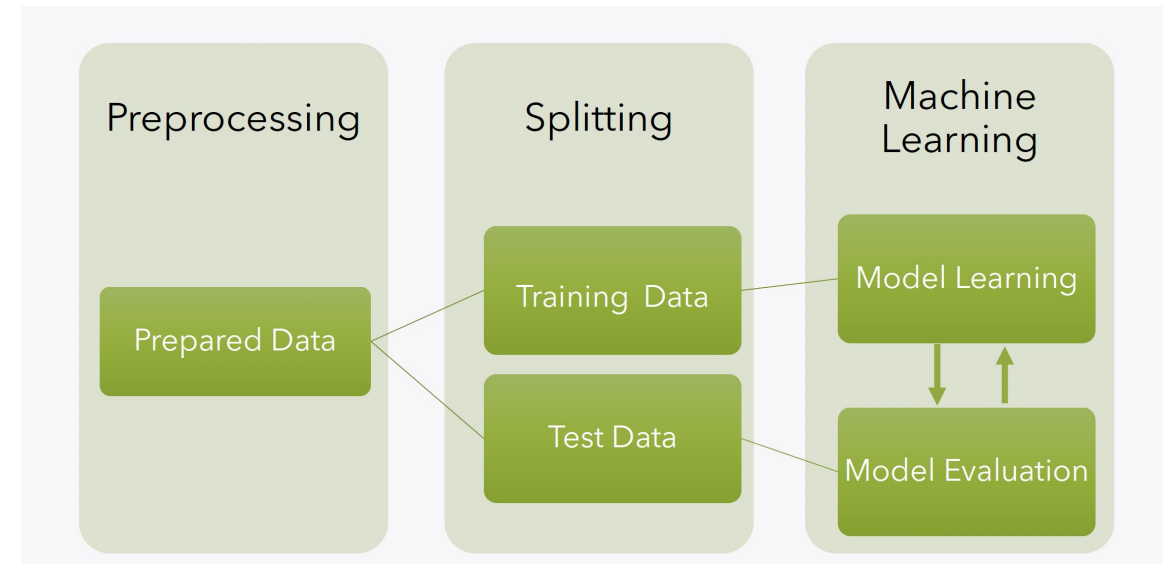 Preprocessing
Prepared Data
Splitting
Training Data
Test Data
Machine
Learning
Model Learning
Model Evaluation